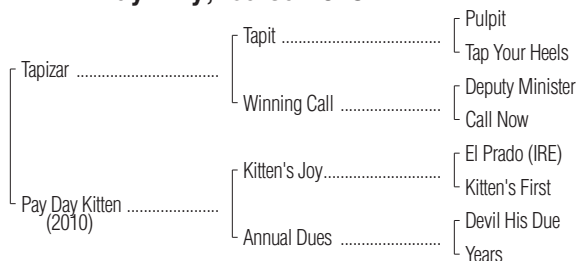 Tapizar
Pay Day Kitten
(2010)
Tapit
Winning Call
Kitten's Joy
Annual Dues
Pulpit
Tap Your Heels
Deputy Minister
Call Now
El Prado (IRE)
Kitten's First
Devil His Due
Years